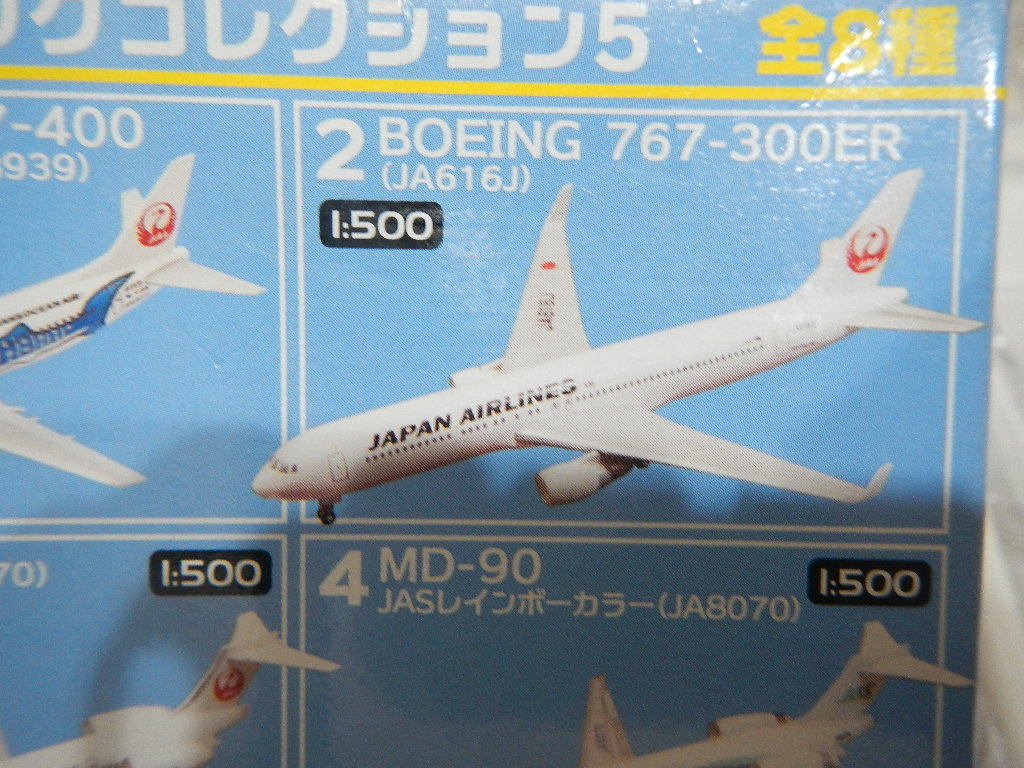 コレクション5 全8種
7-400
939)
2 BOEING 767-300ER
(JA616J)
1:500
JAPAN AIRLINES
JA616J
70)
1:500
4 MD-90
JASレインボーカラー(JA8070)
1:500